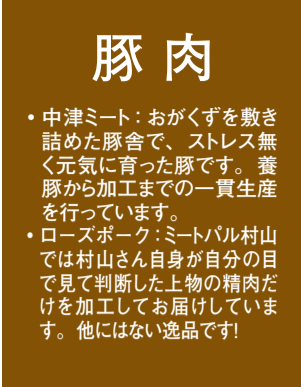 豚 肉
• 中津ミート：おがくずを敷き
詰めた豚舎で、ストレス無
く元気に育った豚です。養
豚から加工までの一貫生産
を行っています。
• ローズポーク：ミートパル村山
では村山さん自身が自分の目
で見て判断した上物の精肉だ
けを加工してお届けしていま
す。他にはない逸品です!